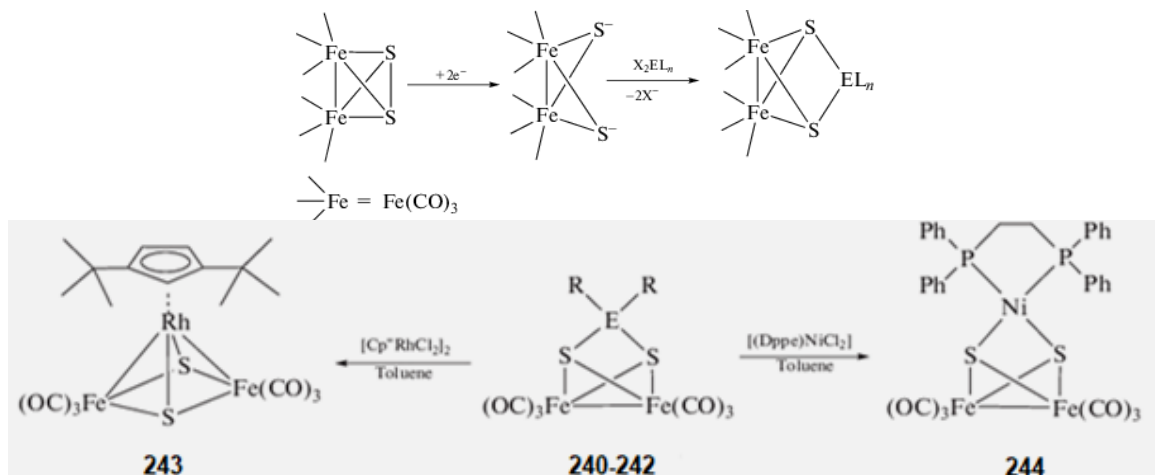 Fe S
Fe S
+2e⁻
Fe S⁻
Fe S⁻
X₂ELₙ
−2X⁻
Fe S
ELₙ
Fe S
Fe = Fe(CO)₃
Rh
S
(OC)₃Fe Fe(CO)₃
S
243
[Cp"RhCl₂]₂
Toluene
R R
E
S S
(OC)₃Fe Fe(CO)₃
240-242
[(Dppe)NiCl₂]
Toluene
Ph Ph
P P
Ph Ph
Ni
S S
(OC)₃Fe Fe(CO)₃
244